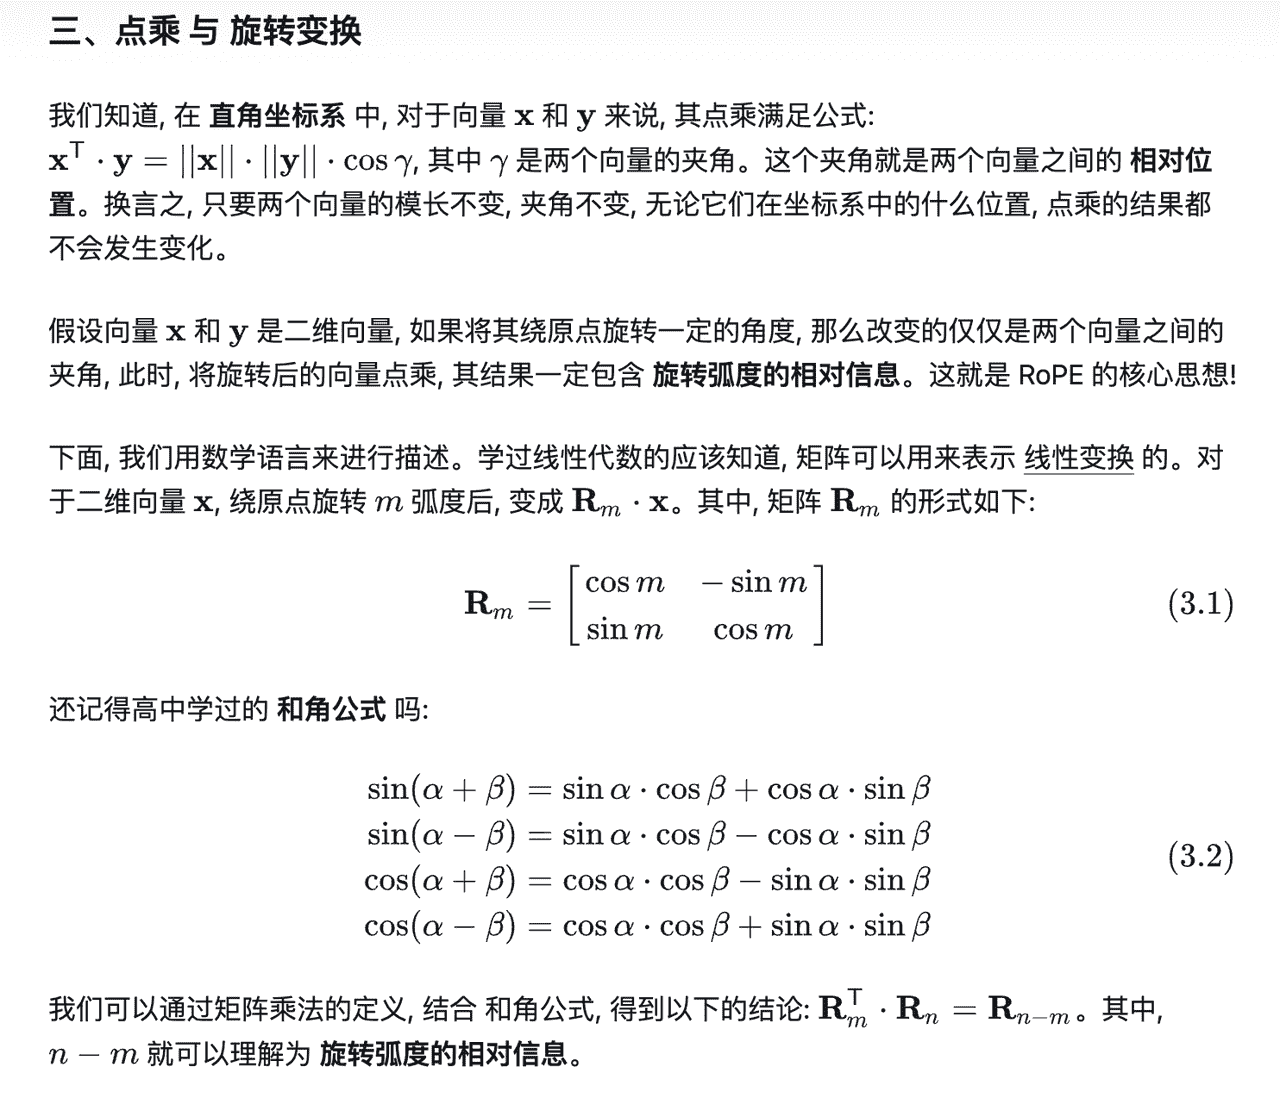 三、点乘 与 旋转变换
我们知道, 在 直角坐标系 中, 对于向量 x 和 y 来说, 其点乘满足公式:
x⊤ · y = ||x|| · ||y|| · cos γ, 其中 γ 是两个向量的夹角。这个夹角就是两个向量之间的 相对位
置。换言之, 只要两个向量的模长不变, 夹角不变, 无论它们在坐标系中的什么位置, 点乘的结果都
不会发生变化。
假设向量 x 和 y 是二维向量, 如果将其绕原点旋转一定的角度, 那么改变的仅仅是两个向量之间的
夹角, 此时, 将旋转后的向量点乘, 其结果一定包含 旋转弧度的相对信息。这就是 RoPE 的核心思想!
下面, 我们用数学语言来进行描述。学过线性代数的应该知道, 矩阵可以用来表示 线性变换 的。对
于二维向量 x, 绕原点旋转 m 弧度后, 变成 R_m · x。其中, 矩阵 R_m 的形式如下:
R_m = [cos m  − sin m
sin m  cos m] (3.1)
还记得高中学过的 和角公式 吗:
sin(α + β) = sin α · cos β + cos α · sin β
sin(α − β) = sin α · cos β − cos α · sin β
cos(α + β) = cos α · cos β − sin α · sin β
cos(α − β) = cos α · cos β + sin α · sin β
(3.2)
我们可以通过矩阵乘法的定义, 结合 和角公式, 得到以下的结论: R_m^⊤ · R_n = R_{n−m}。其中,
n − m 就可以理解为 旋转弧度的相对信息。